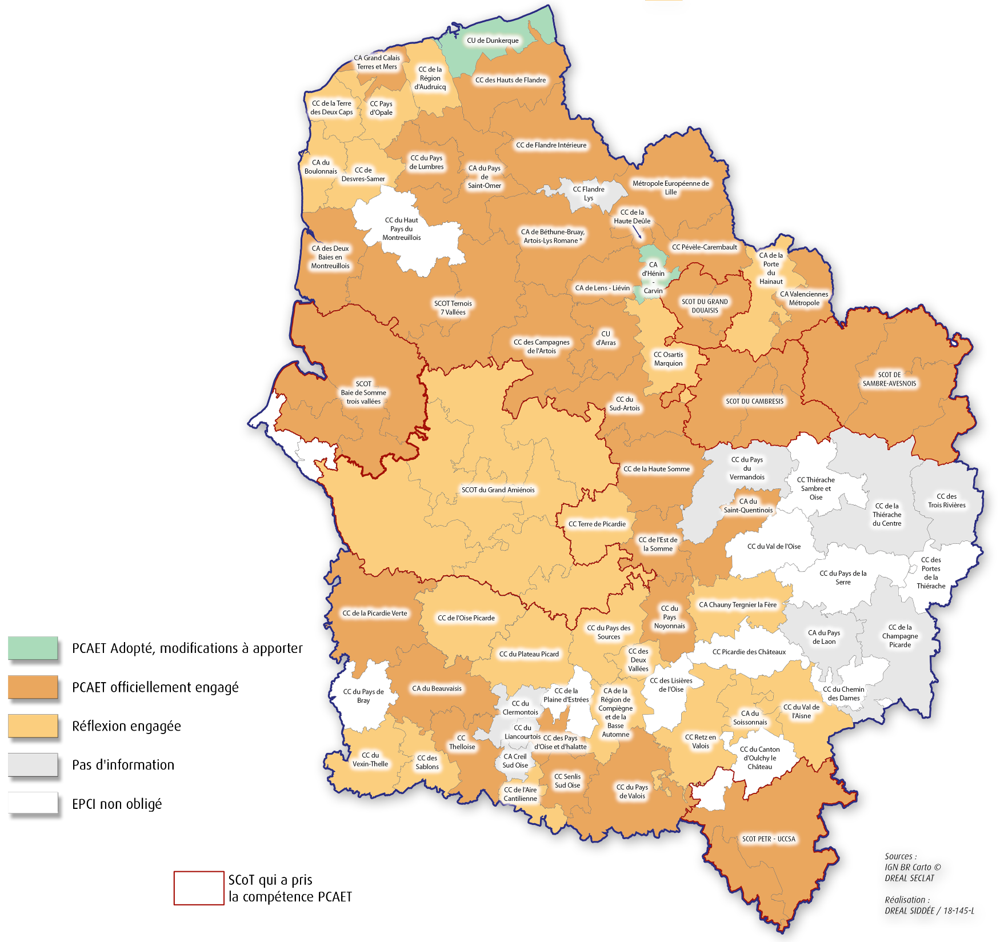 CU de Dunkerque
CA Grand Calais
Terres et Mers
CC de la
Région
d'Audruicq
CC des Hauts de Flandre
CC de la Terre
des Deux Caps
CC Pays
d'Opale
CC de Flandre Intérieure
CA du
Boulonnais
CC de
Desvres-Samer
CC du Pays
de Lumbres
CA du Pays
de
Saint-Omer
CC Flandre
Lys
Métropole Européenne de
Lille
CC du Haut
Pays du
Montreuillois
CC de la
Haute Deûle
CA de Béthune-Bruay,
Artois-Lys Romane *
CC Pévèle-Carembault
CA des Deux
Baies en
Montreuillois
CA de la
Porte
du
Hainaut
CA
d'Hénin
-
Carvin
CA de Lens - Liévin
SCOT Ternois
7 Vallées
SCOT DU GRAND
DOUAISIS
CA Valenciennes
Métropole
CC des Campagnes
de l'Artois
CU
d'Arras
CC Osartis
Marquion
SCOT
Baie de Somme
trois vallées
SCOT DE
SAMBRE-AVESNOIS
CC du
Sud-Artois
SCOT DU CAMBRESIS
CC de la Haute Somme
CC du Pays
du
Vermandois
CC Thiérache
Sambre et
Oise
SCOT du Grand Amiénois
CA du
Saint-Quentinois
CC de la
Thiérache
du Centre
CC des
Trois Rivières
CC Terre de Picardie
CC de l'Est de
la Somme
CC du Val de l'Oise
CC du Pays de la
Serre
CC des
Portes
de la
Thiérache
CC de la Picardie Verte
CC de l'Oise Picarde
CC du
Pays
Noyonnais
CA Chauny Tergnier la Fère
CC du Pays des
Sources
CA du Pays
de Laon
CC de la
Champagne
Picarde
CC du Plateau Picard
CC des
Deux
Vallées
CC Picardie des Châteaux
CC du Pays de
Bray
CA du Beauvaisis
CC du
Clermontois
CC de la
Plaine d'Estrées
CA de la
Région de
Compiègne
et de la
Basse
Automne
CC des Lisières
de l'Oise
CC du Chemin
des Dames
CC du Val de
l'Aisne
CA du
Soissonnais
CC
Thelloise
CC du
Liancourtois
CC des Pays
d'Oise et d'halatte
CC Retz en
Valois
CC du Canton
d'Oulchy le
Château
CC du
Vexin-Thelle
CC des
Sablons
CA Creil
Sud Oise
CC Senlis
Sud Oise
CC de l'Aire
Cantilienne
CC du Pays
de Valois
SCOT PETR - UCCSA
PCAET Adopté, modifications à apporter
PCAET officiellement engagé
Réflexion engagée
Pas d'information
EPCI non obligé
SCoT qui a pris
la compétence PCAET
Sources :
IGN BR Carto ©
DREAL SECLAT
Réalisation :
DREAL SIDDÉE / 18-145-L